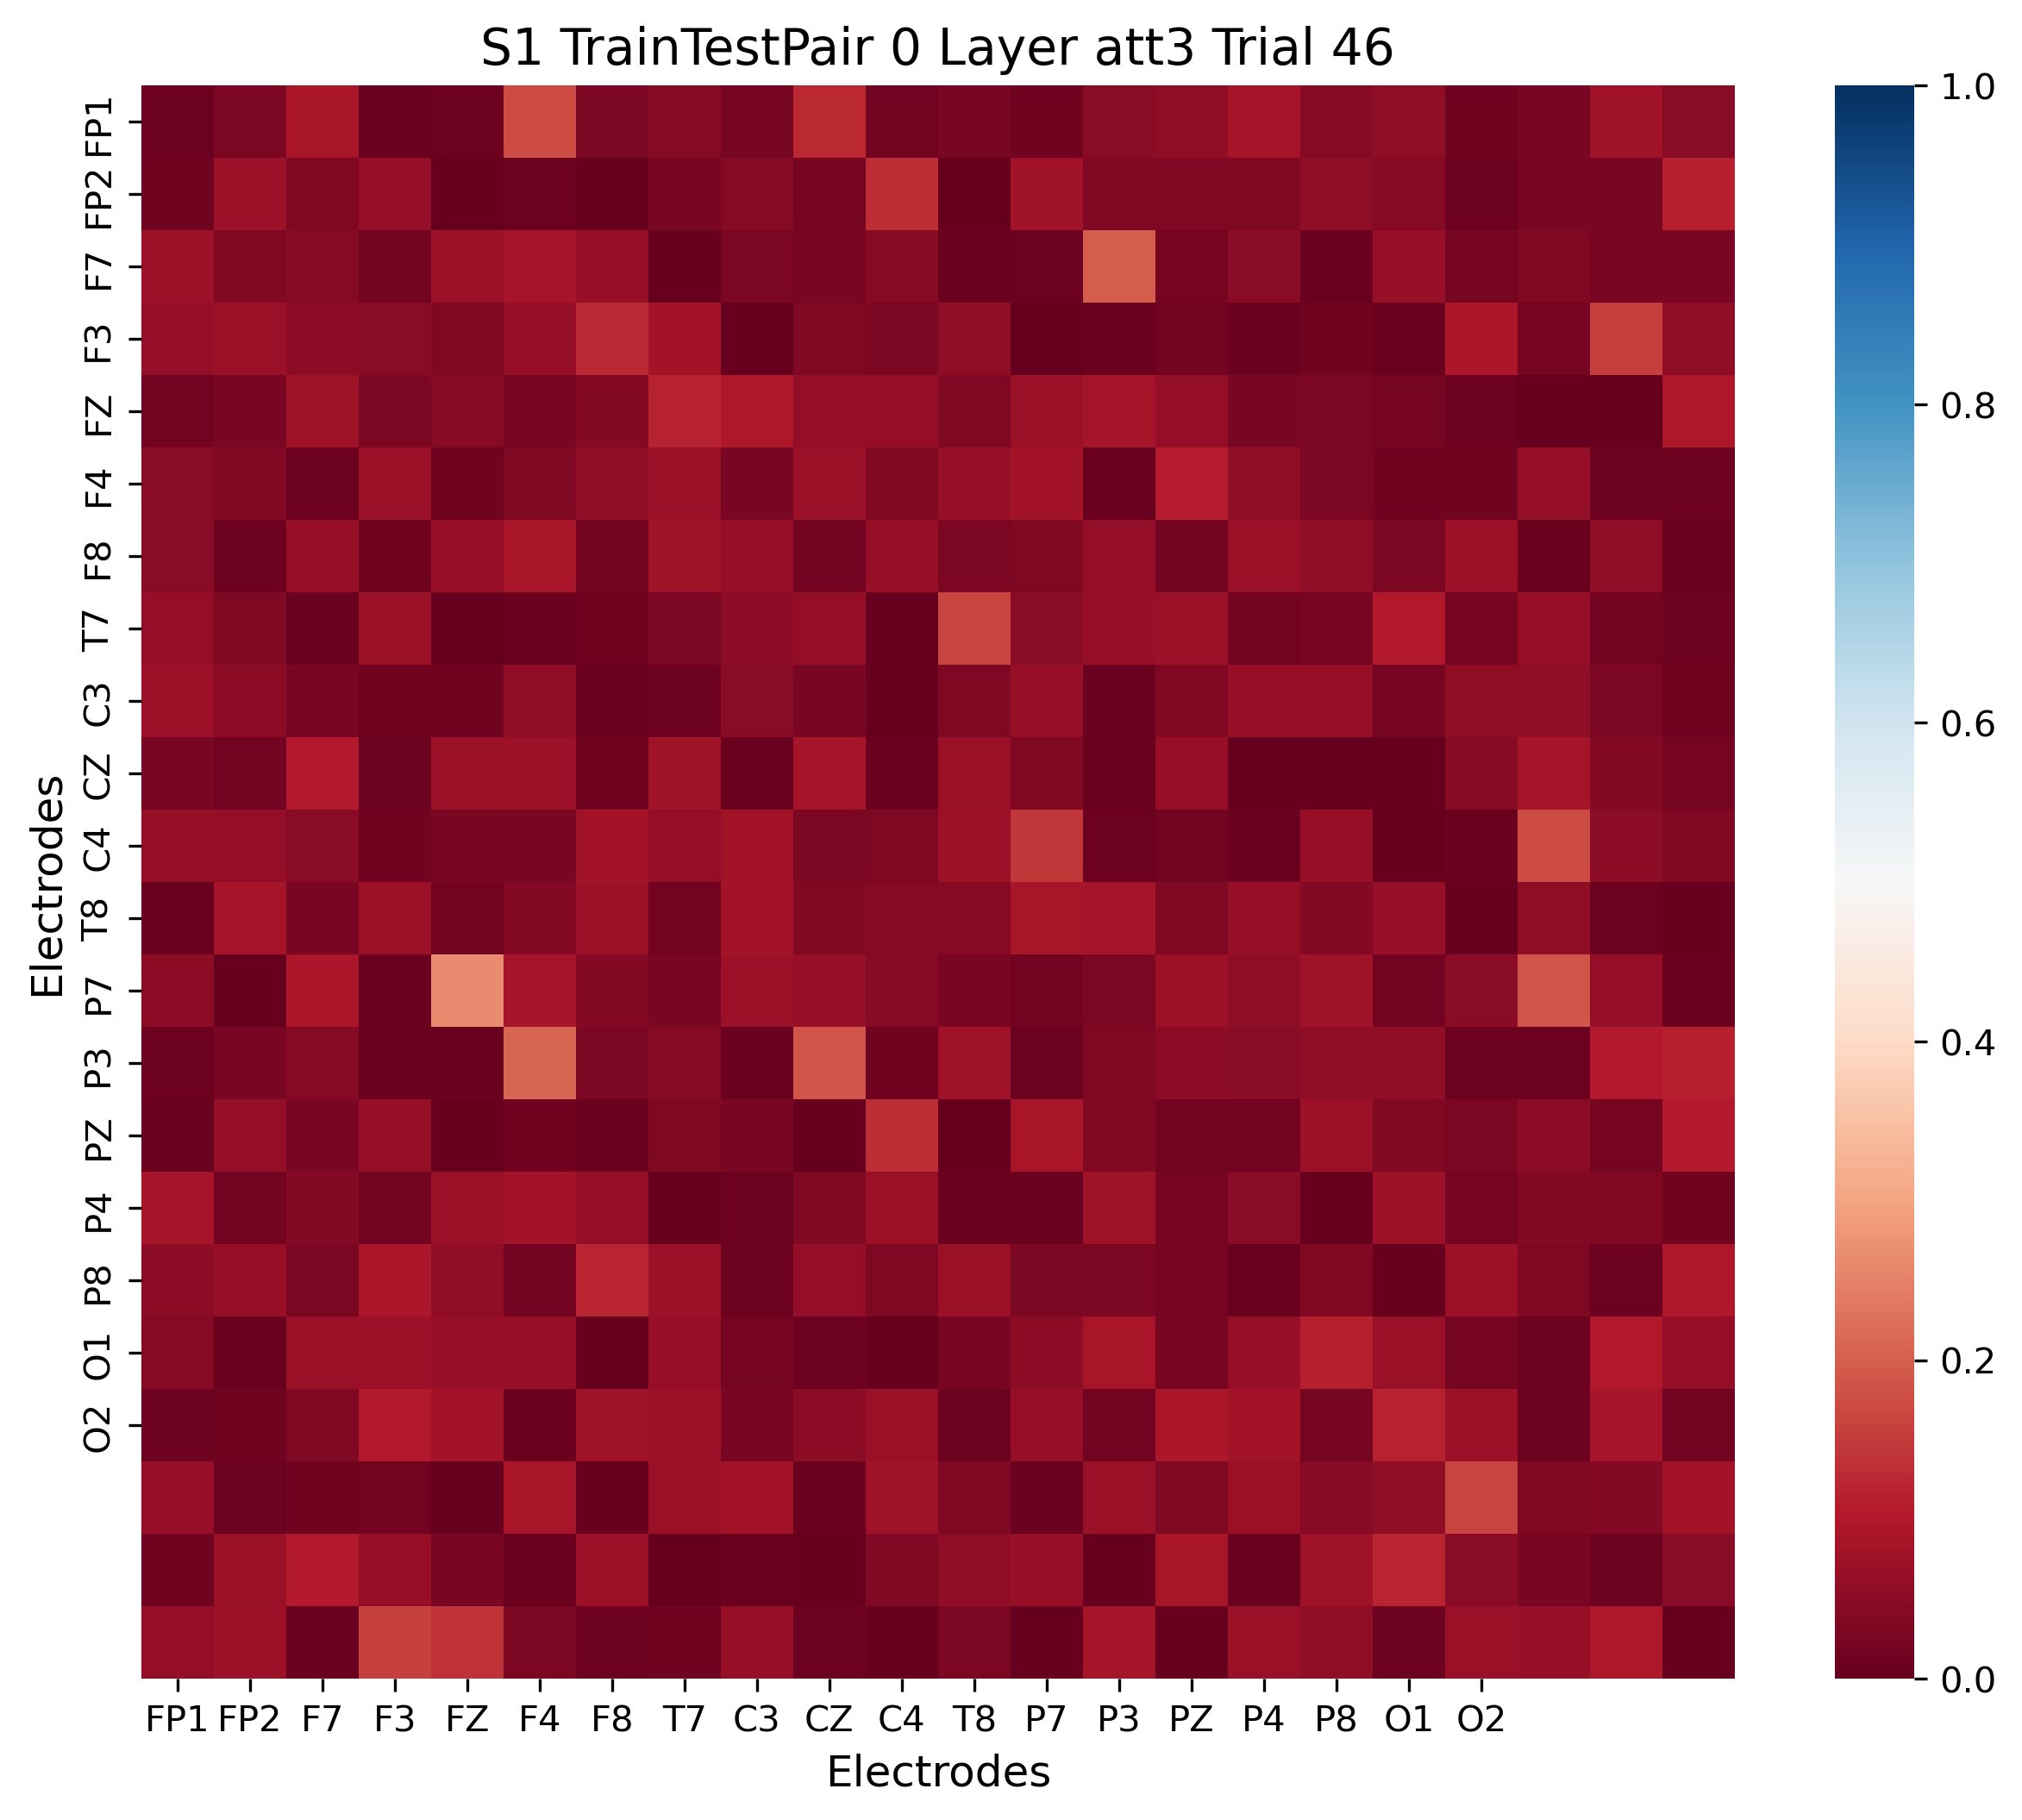 S1 TrainTestPair 0 Layer att3 Trial 46
Electrodes
FP1
FP2
F7
F3
FZ
F4
F8
T7
C3
CZ
C4
T8
P7
P3
PZ
P4
P8
O1
O2
FP1 FP2 F7 F3 FZ F4 F8 T7 C3 CZ C4 T8 P7 P3 PZ P4 P8 O1 O2
Electrodes
1.0
0.8
0.6
0.4
0.2
0.0